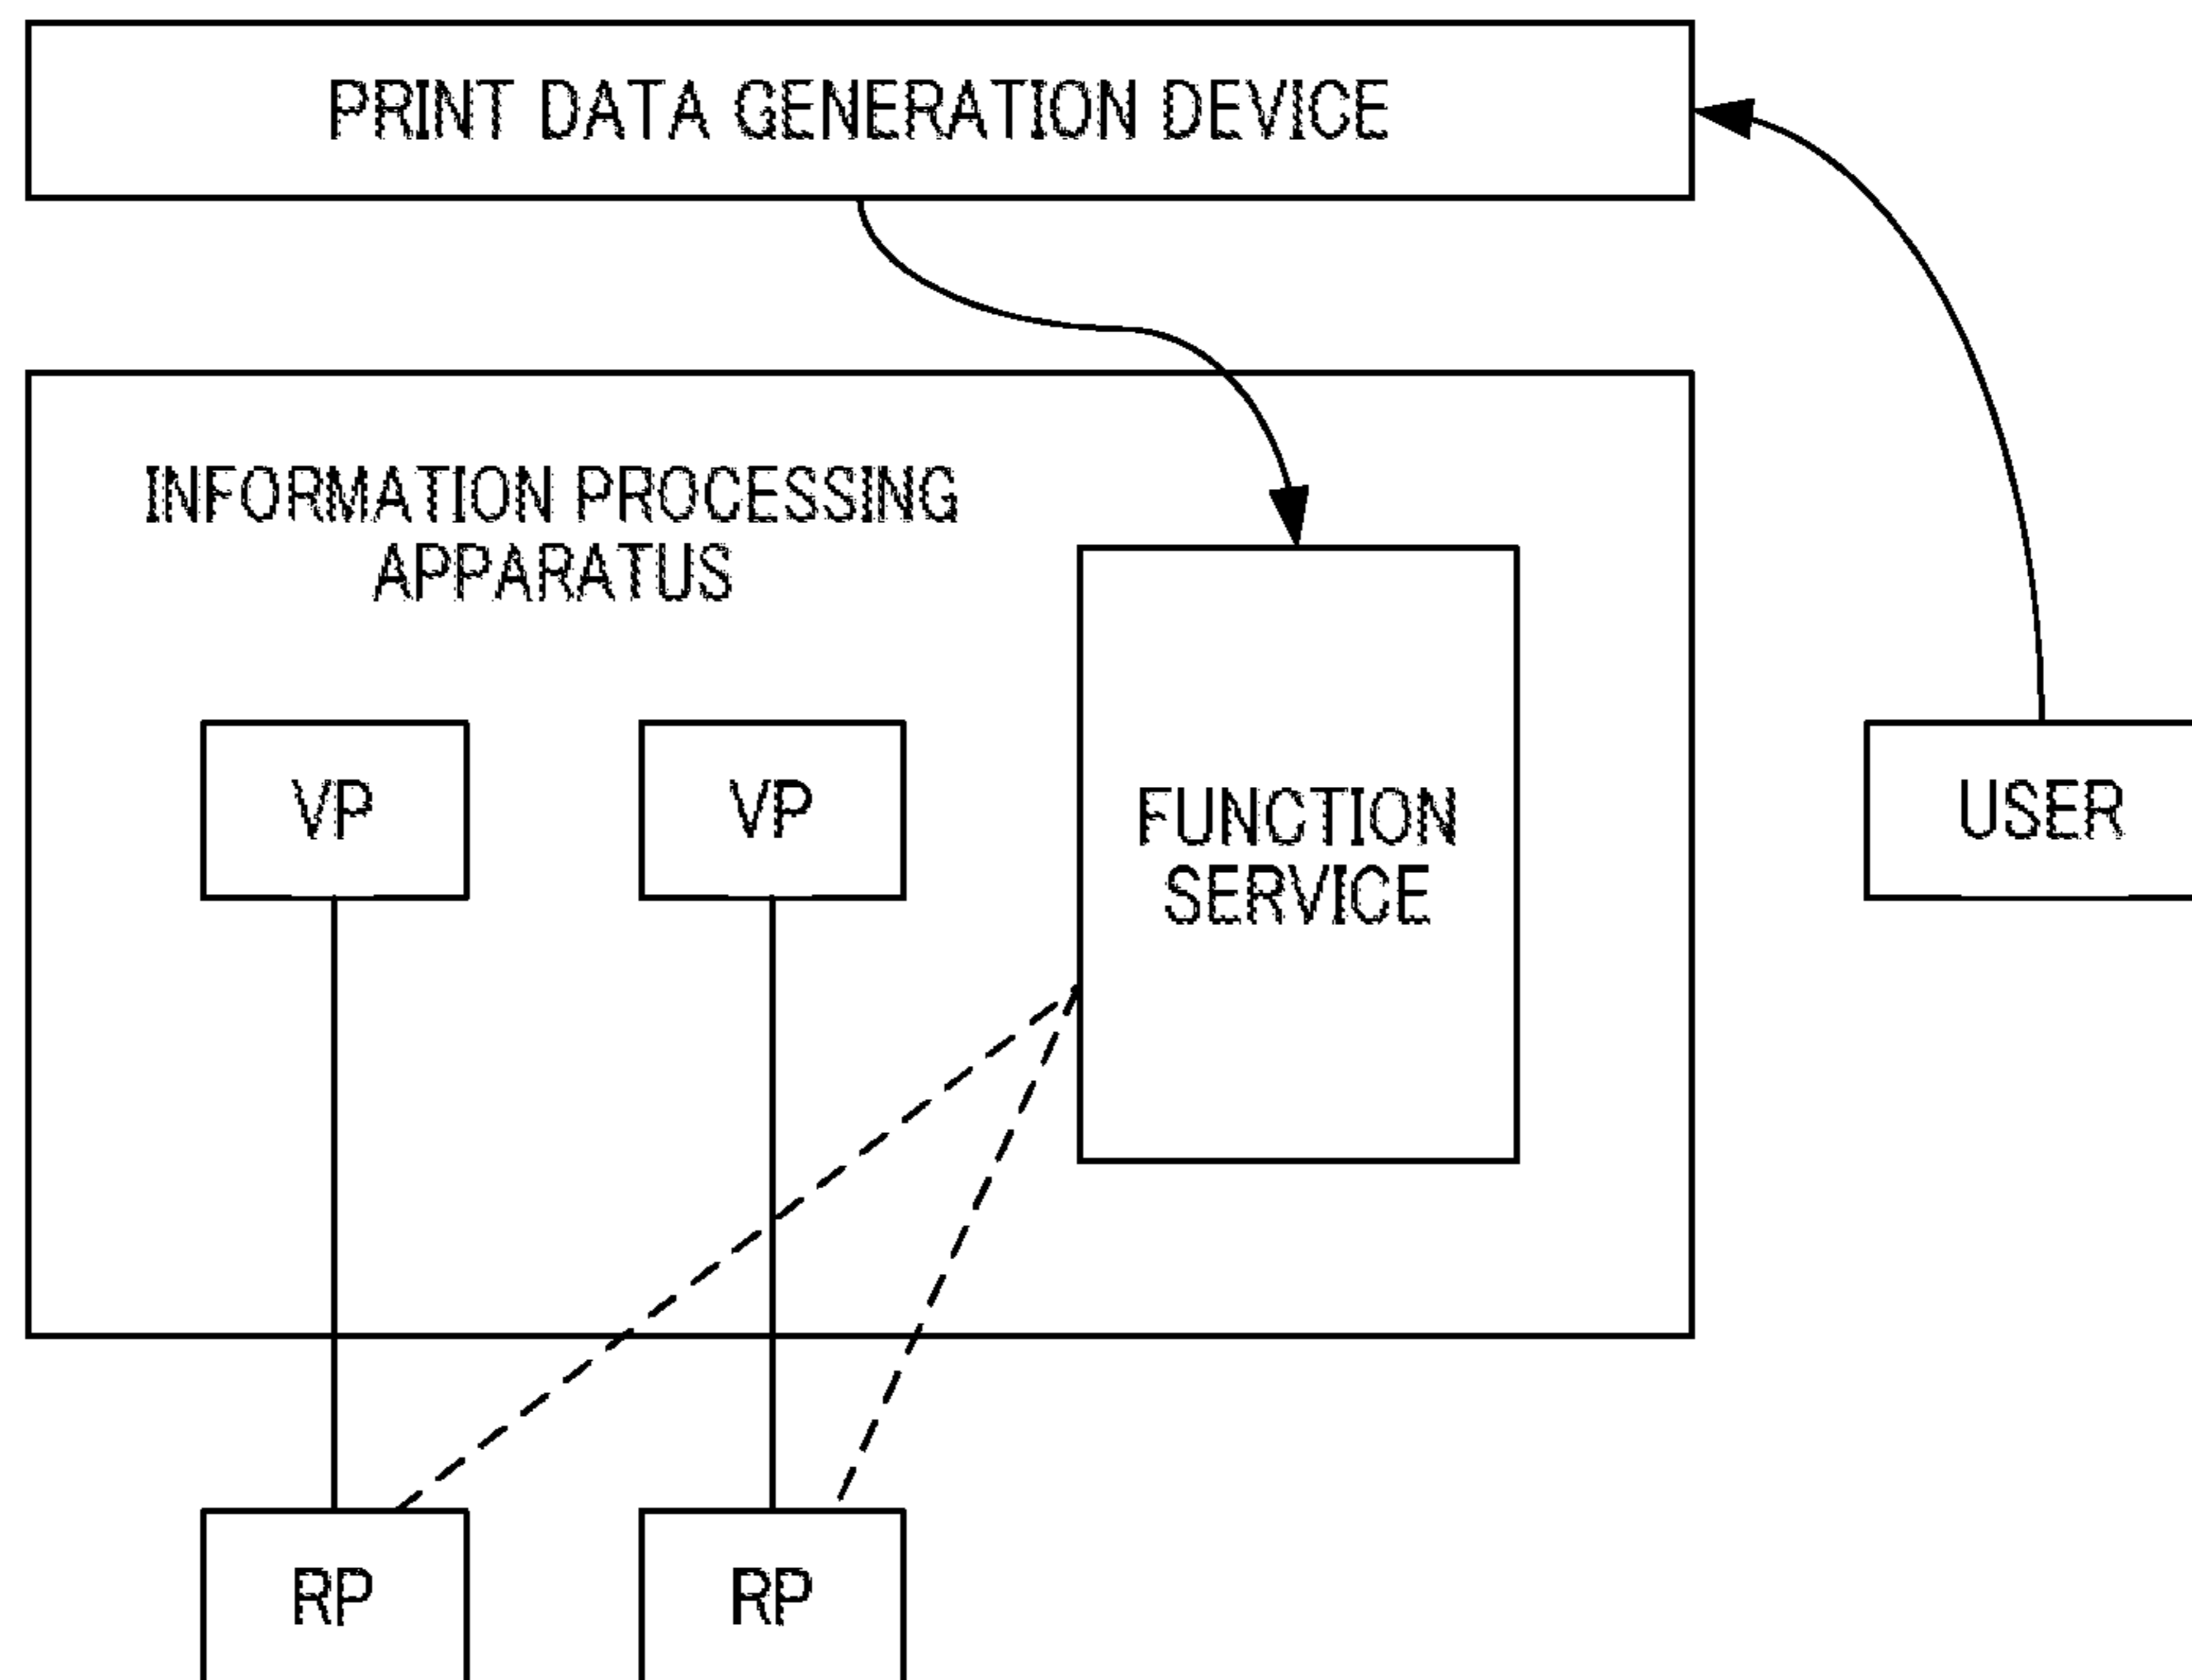 PRINT DATA GENERATION DEVICE
INFORMATION PROCESSING
APPARATUS
VP
VP
FUNCTION
SERVICE
USER
RP
RP